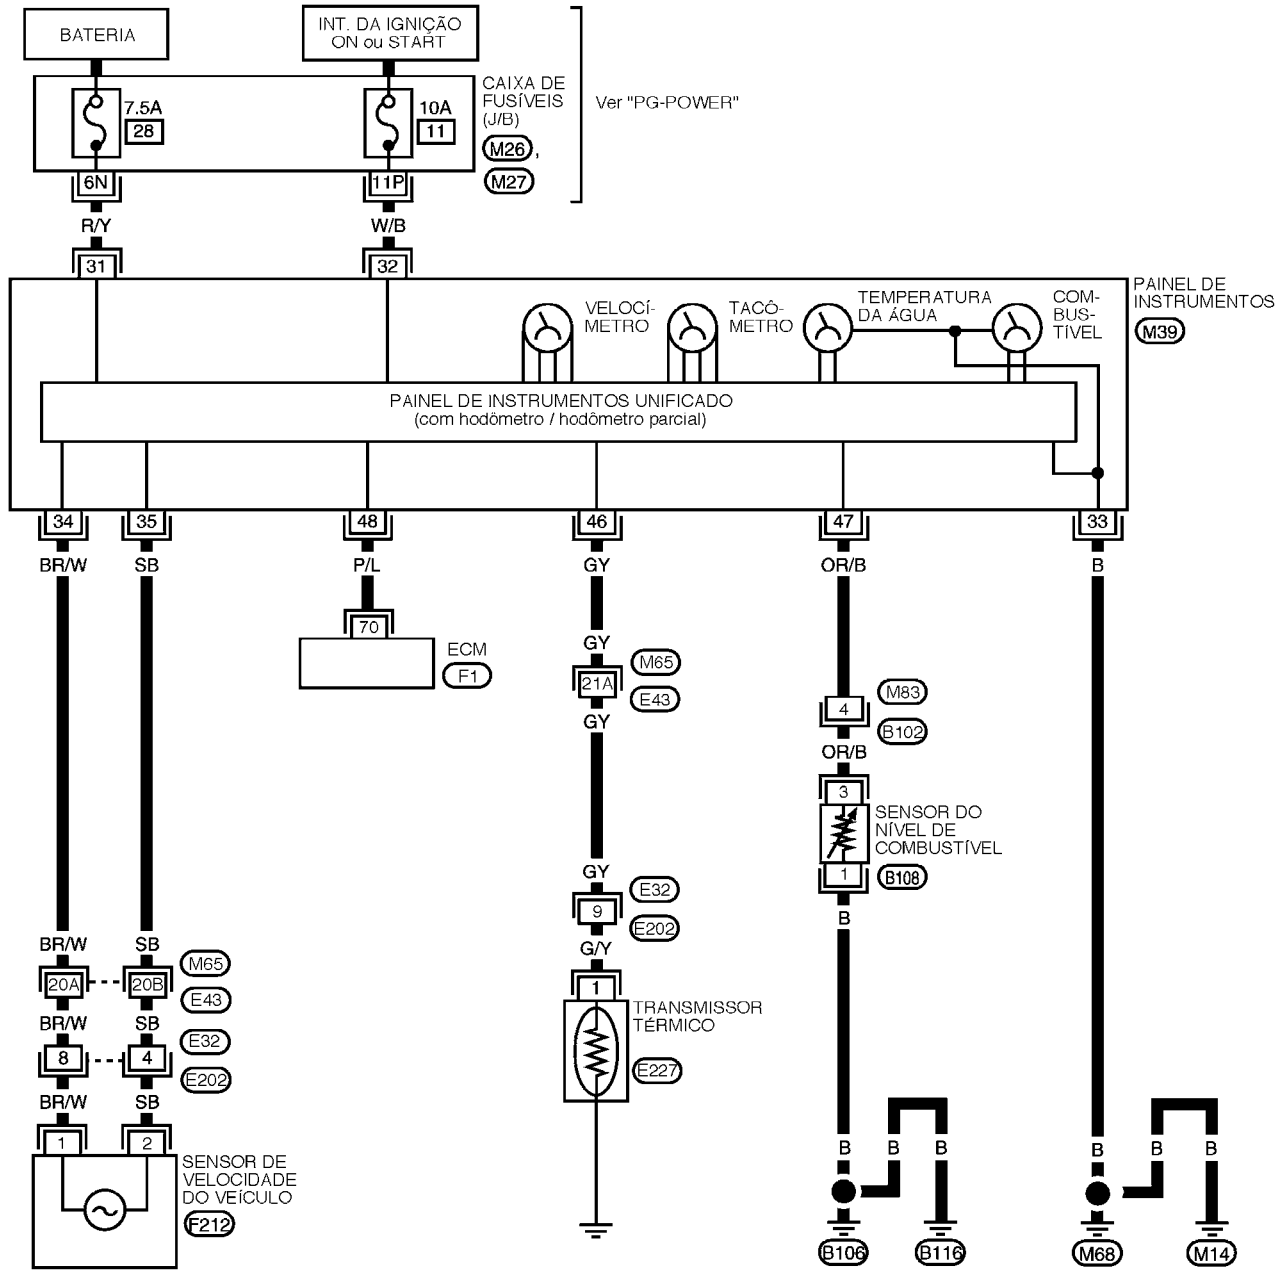 BATERIA
INT. DA IGNIÇÃO
ON ou START
7.5A
28
10A
11
CAIXA DE
FUSÍVEIS
(J/B)
M26,
M27
Ver "PG-POWER"
6N
11P
R/Y
W/B
31
32
VELOCÍ-
METRO
TACÔ-
METRO
TEMPERATURA
DA ÁGUA
COM-
BUS-
TÍVEL
PAINEL DE
INSTRUMENTOS
M39
PAINEL DE INSTRUMENTOS UNIFICADO
(com hodômetro / hodômetro parcial)
34
35
48
46
47
33
BR/W
SB
P/L
GY
OR/B
B
70
ECM
F1
GY
21A
M65
E43
GY
4
M83
B102
OR/B
3
SENSOR DO
NÍVEL DE
COMBUSTÍVEL
1
B108
B
GY
9
E32
E202
G/Y
1
TRANSMISSOR
TÉRMICO
E227
BR/W
SB
20A
20B
M65
E43
BR/W
SB
8
4
E32
E202
BR/W
SB
1
2
SENSOR DE
VELOCIDADE
DO VEÍCULO
F212
B
B
B
B
B
B
B106
B116
M68
M14